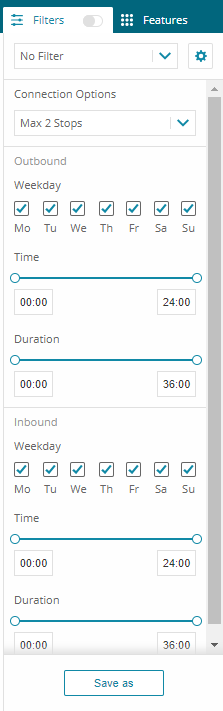 Filters Features
No Filter
Connection Options
Max 2 Stops
Outbound
Weekday
Mo Tu We Th Fr Sa Su
Time
00:00 24:00
Duration
00:00 36:00
Inbound
Weekday
Mo Tu We Th Fr Sa Su
Time
00:00 24:00
Duration
00:00 36:00
Save as